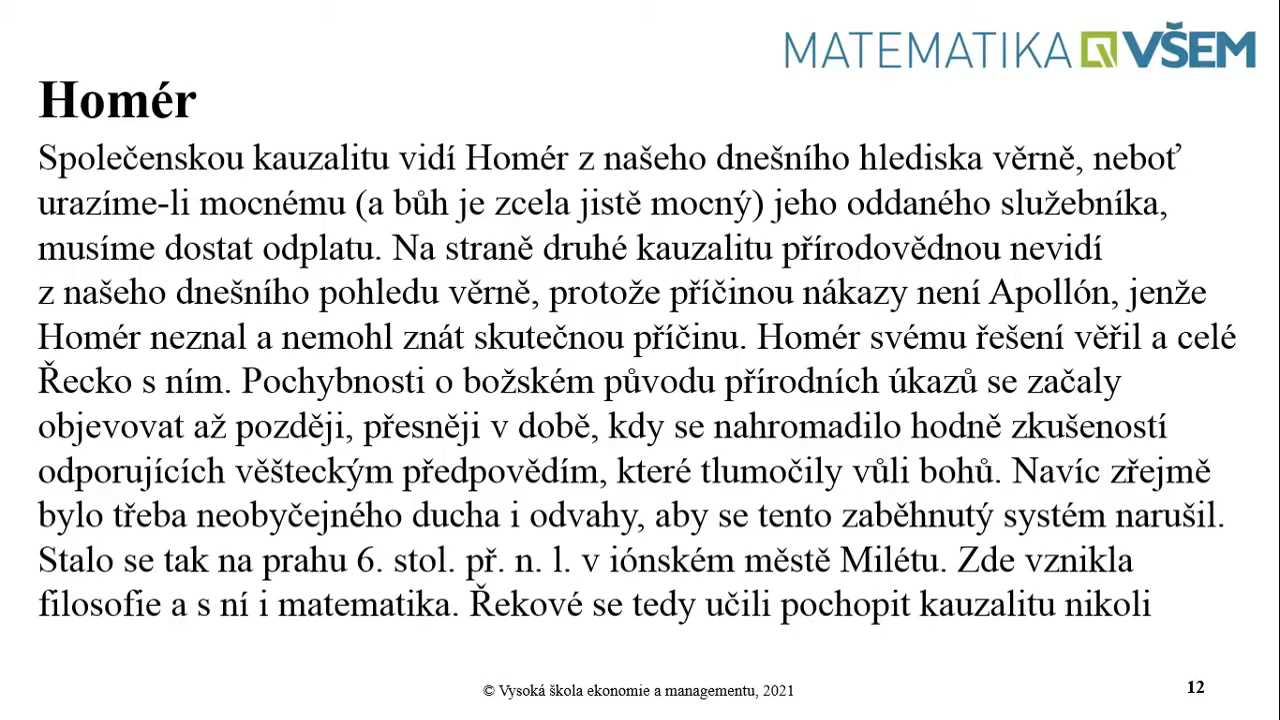 MATEMATIKA VŠEM
Homér
Společenskou kauzalitu vidí Homér z našeho dnešního hlediska věrně, neboť
urazíme-li mocnému (a bůh je zcela jistě mocný) jeho oddaného služebníka,
musíme dostat odplatu. Na straně druhé kauzalitu přírodovědnou nevidí
z našeho dnešního pohledu věrně, protože příčinou nákazy není Apollón, jenže
Homér neznal a nemohl znát skutečnou příčinu. Homér svému řešení věřil a celé
Řecko s ním. Pochybnosti o božském původu přírodních úkazů se začaly
objevovat až později, přesněji v době, kdy se nahromadilo hodně zkušeností
odporujících věšteckým předpovědím, které tlumočily vůli bohů. Navíc zřejmě
bylo třeba neobyčejného ducha i odvahy, aby se tento zaběhnutý systém narušil.
Stalo se tak na prahu 6. stol. př. n. l. v iónském městě Milétu. Zde vznikla
filosofie a s ní i matematika. Řekové se tedy učili pochopit kauzalitu nikoli
© Vysoká škola ekonomie a managementu, 2021
12